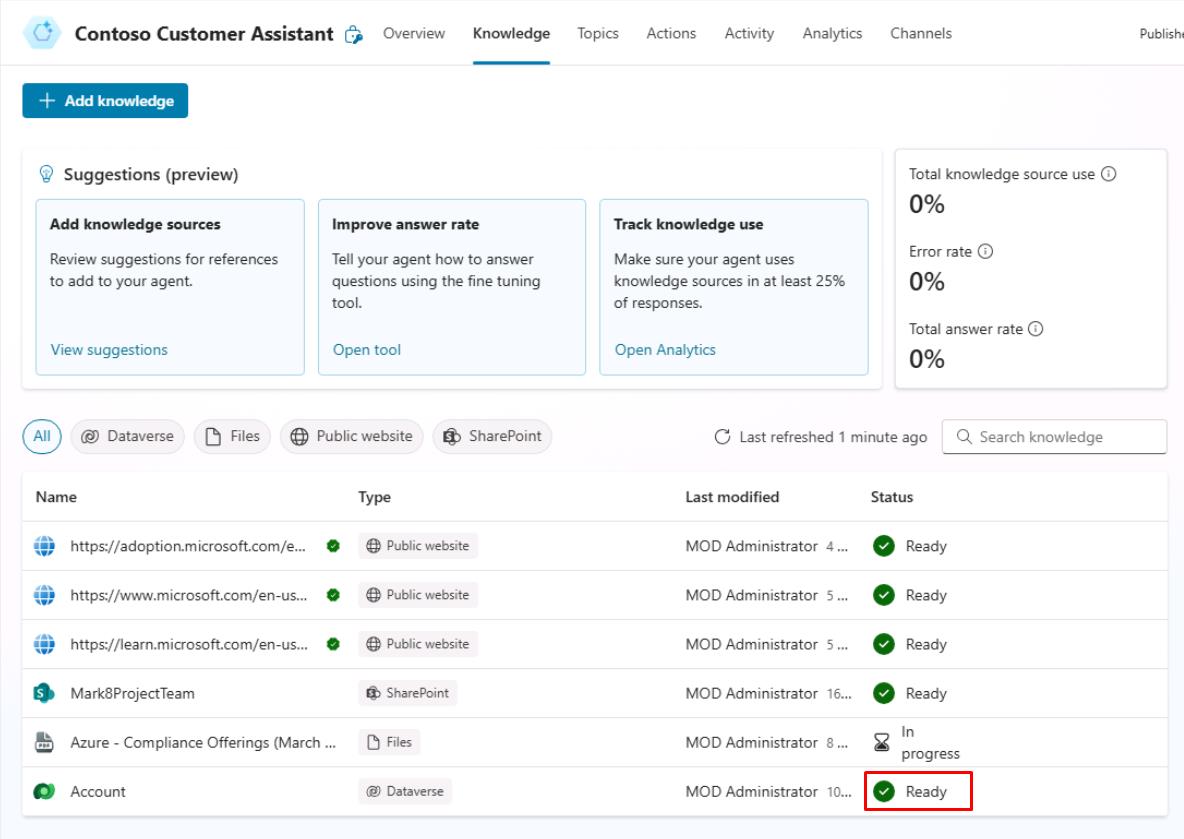 Contoso Customer Assistant Overview Knowledge Topics Actions Activity Analytics Channels Publishe
+ Add knowledge
Suggestions (preview)
Add knowledge sources
Review suggestions for references
to add to your agent.
View suggestions
Improve answer rate
Tell your agent how to answer
questions using the fine tuning
tool.
Open tool
Track knowledge use
Make sure your agent uses
knowledge sources in at least 25%
of responses.
Open Analytics
Total knowledge source use
0%
Error rate
0%
Total answer rate
0%
All Dataverse Files Public website SharePoint Last refreshed 1 minute ago Search knowledge
Name Type Last modified Status
https://adoption.microsoft.com/e... Public website MOD Administrator 4 ... Ready
https://www.microsoft.com/en-us... Public website MOD Administrator 5 ... Ready
https://learn.microsoft.com/en-us... Public website MOD Administrator 5 ... Ready
Mark8ProjectTeam SharePoint MOD Administrator 16... Ready
Azure - Compliance Offerings (March ... Files MOD Administrator 8 ... In
progress
Account Dataverse MOD Administrator 10... Ready